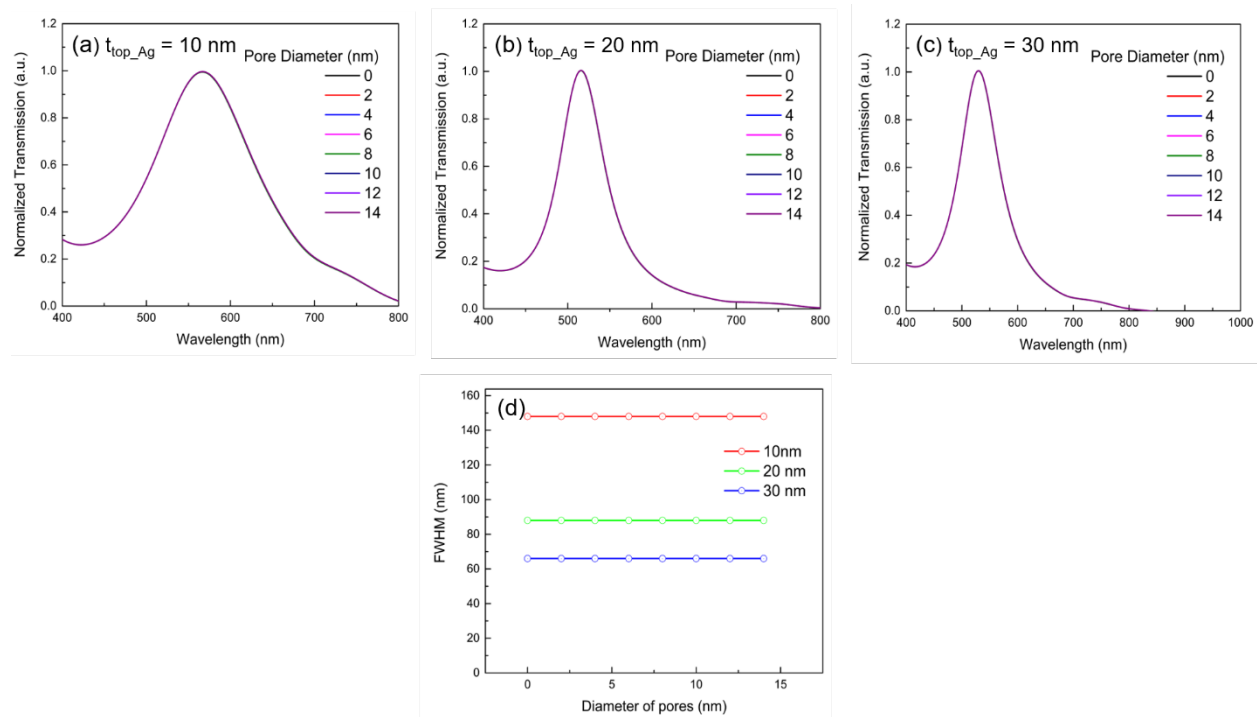 (a) t_top_Ag = 10 nm
Pore Diameter (nm)
0
2
4
6
8
10
12
14
Normalized Transmission (a.u.)
1.2
1.0
0.8
0.6
0.4
0.2
0.0
400 500 600 700 800
Wavelength (nm)
(b) t_top_Ag = 20 nm
Pore Diameter (nm)
0
2
4
6
8
10
12
14
Normalized Transmission (a.u.)
1.2
1.0
0.8
0.6
0.4
0.2
0.0
400 500 600 700 800
Wavelength (nm)
(c) t_top_Ag = 30 nm
Pore Diameter (nm)
0
2
4
6
8
10
12
14
Normalized Transmission (a.u.)
1.2
1.0
0.8
0.6
0.4
0.2
0.0
400 500 600 700 800 900 1000
Wavelength (nm)
(d)
10nm
20 nm
30 nm
FWHM (nm)
160
140
120
100
80
60
40
20
0
0 5 10 15
Diameter of pores (nm)